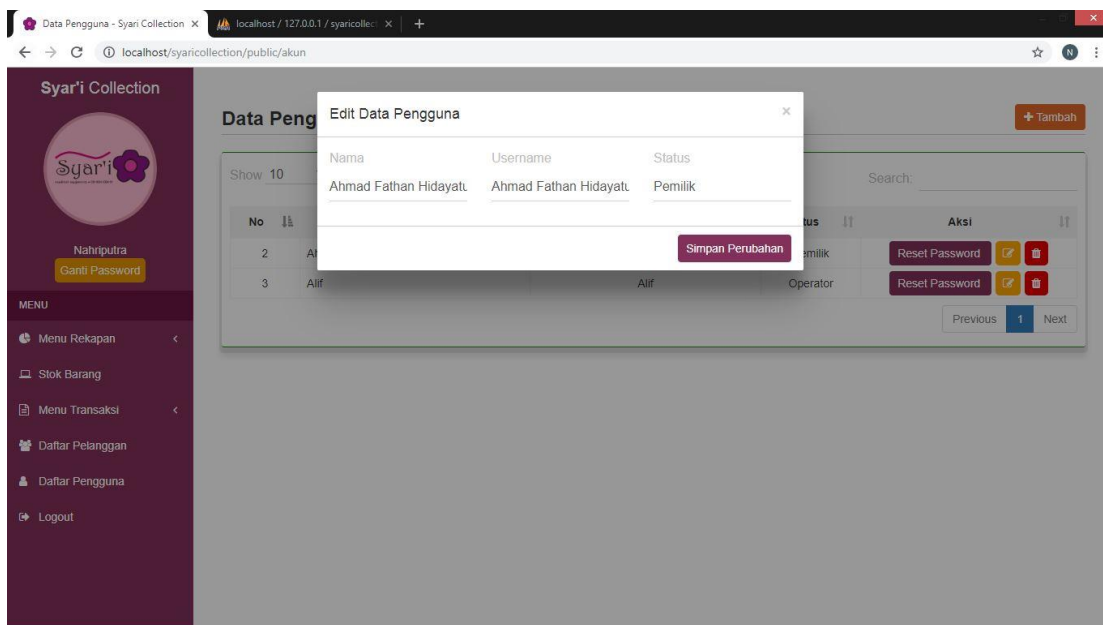 Data Pengguna - Syari Collection
localhost / 127.0.0.1 / syaricollect
localhost/syaricollection/public/akun
N
Syar'i Collection
Syar'i
Nahriputra
Ganti Password
MENU
Menu Rekapan
Stok Barang
Menu Transaksi
Daftar Pelanggan
Daftar Pengguna
Logout
Data Peng
+ Tambah
Edit Data Pengguna ×
Nama Username Status
Ahmad Fathan Hidayatu Ahmad Fathan Hidayatu Pemilik
Simpan Perubahan
Show 10
Search:
No tus Aksi
2 Ah emilik Reset Password
3 Alif Alif Operator Reset Password
Previous 1 Next